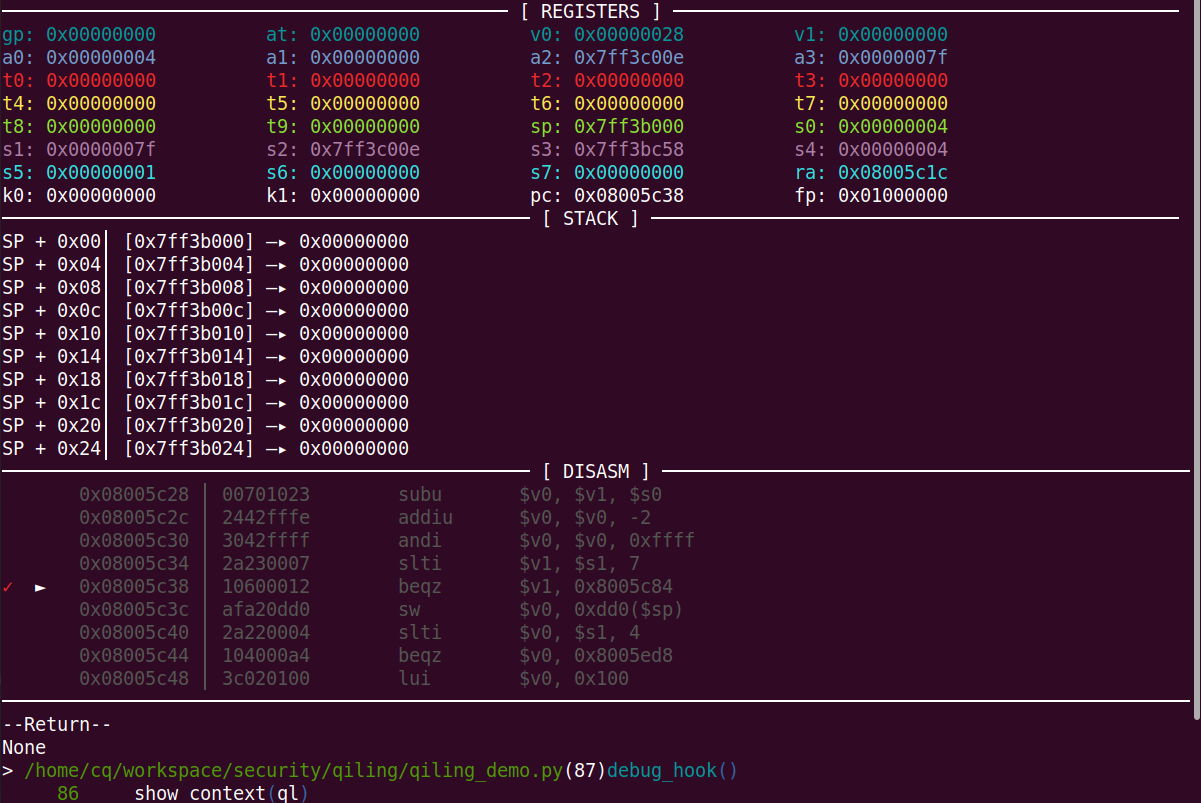 [ REGISTERS ]
gp: 0x00000000 at: 0x00000000 v0: 0x00000028 v1: 0x00000000
a0: 0x00000004 a1: 0x00000000 a2: 0x7ff3c00e a3: 0x0000007f
t0: 0x00000000 t1: 0x00000000 t2: 0x00000000 t3: 0x00000000
t4: 0x00000000 t5: 0x00000000 t6: 0x00000000 t7: 0x00000000
t8: 0x00000000 t9: 0x00000000 sp: 0x7ff3b000 s0: 0x00000004
s1: 0x0000007f s2: 0x7ff3c00e s3: 0x7ff3bc58 s4: 0x00000004
s5: 0x00000001 s6: 0x00000000 s7: 0x00000000 ra: 0x08005c1c
k0: 0x00000000 k1: 0x00000000 pc: 0x08005c38 fp: 0x01000000
[ STACK ]
SP + 0x00│ [0x7ff3b000] —▸ 0x00000000
SP + 0x04│ [0x7ff3b004] —▸ 0x00000000
SP + 0x08│ [0x7ff3b008] —▸ 0x00000000
SP + 0x0c│ [0x7ff3b00c] —▸ 0x00000000
SP + 0x10│ [0x7ff3b010] —▸ 0x00000000
SP + 0x14│ [0x7ff3b014] —▸ 0x00000000
SP + 0x18│ [0x7ff3b018] —▸ 0x00000000
SP + 0x1c│ [0x7ff3b01c] —▸ 0x00000000
SP + 0x20│ [0x7ff3b020] —▸ 0x00000000
SP + 0x24│ [0x7ff3b024] —▸ 0x00000000
[ DISASM ]
0x08005c28 │ 00701023 subu $v0, $v1, $s0
0x08005c2c │ 2442fffe addiu $v0, $v0, -2
0x08005c30 │ 3042ffff andi $v0, $v0, 0xffff
0x08005c34 │ 2a230007 slti $v1, $s1, 7
✓ ► 0x08005c38 │ 10600012 beqz $v1, 0x8005c84
0x08005c3c │ afa20dd0 sw $v0, 0xdd0($sp)
0x08005c40 │ 2a220004 slti $v0, $s1, 4
0x08005c44 │ 104000a4 beqz $v0, 0x8005ed8
0x08005c48 │ 3c020100 lui $v0, 0x100
--Return--
None
> /home/cq/workspace/security/qiling/qiling_demo.py(87)debug_hook()
86 show_context(ql)